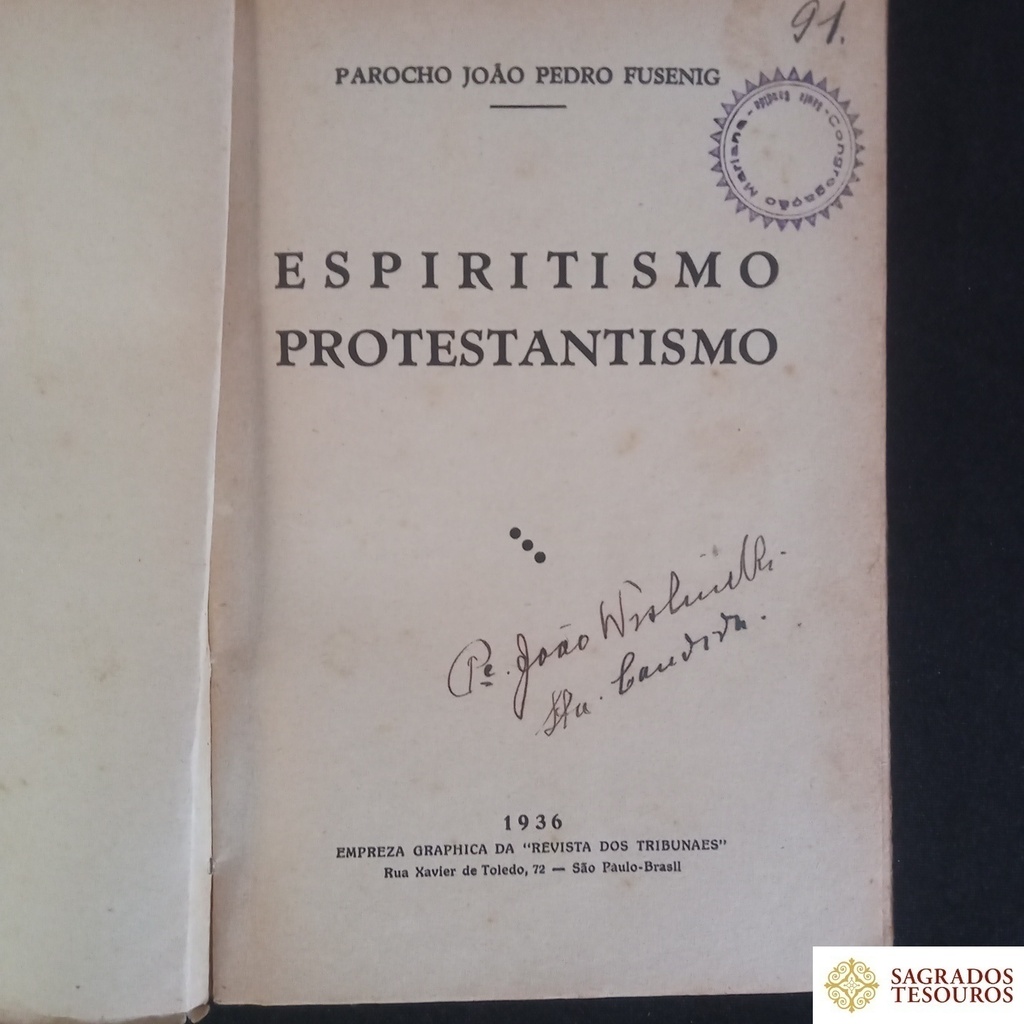 91.
PAROCHO JOÃO PEDRO FUSENIG
Congregação Mariana
ESPIRITISMO
PROTESTANTISMO
Pe. João
Sta. Candida.
1936
EMPREZA GRAPHICA DA "REVISTA DOS TRIBUNAES"
Rua Xavier de Toledo, 72 — São Paulo-Brasil
SAGRADOS
TESOUROS